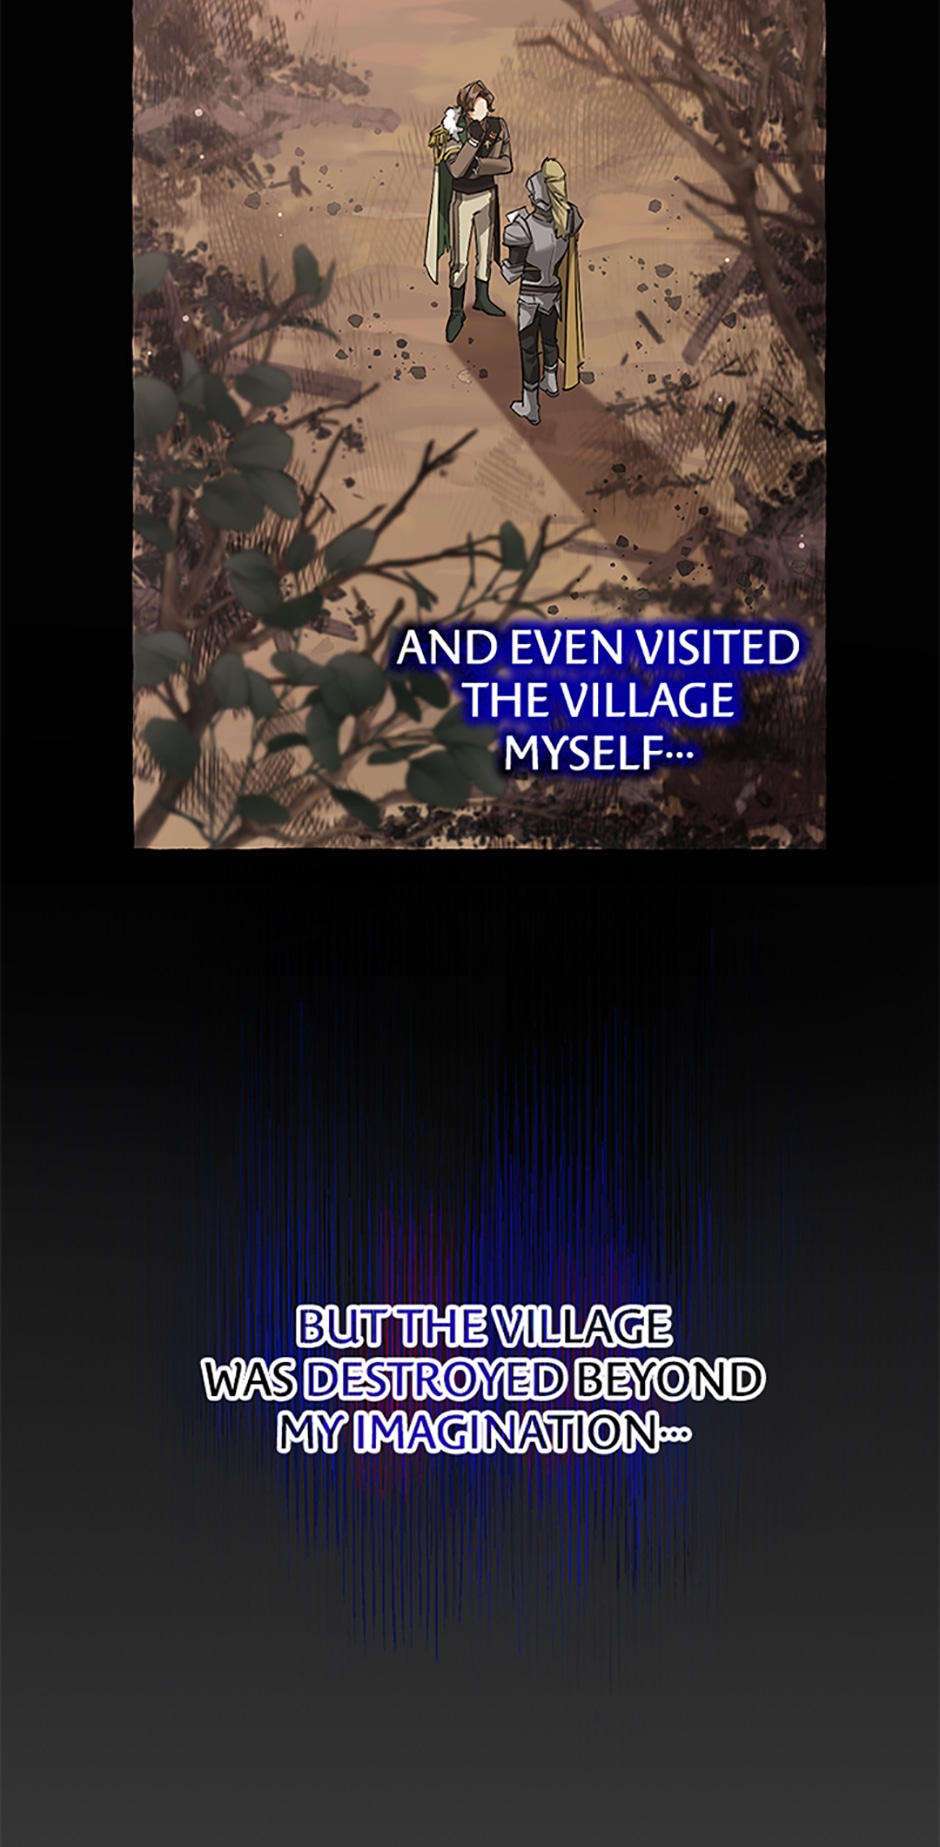 AND EVEN VISITED
THE VILLAGE
MYSELF...
BUT THE VILLAGE
WAS DESTROYED BEYOND
MY IMAGINATION...